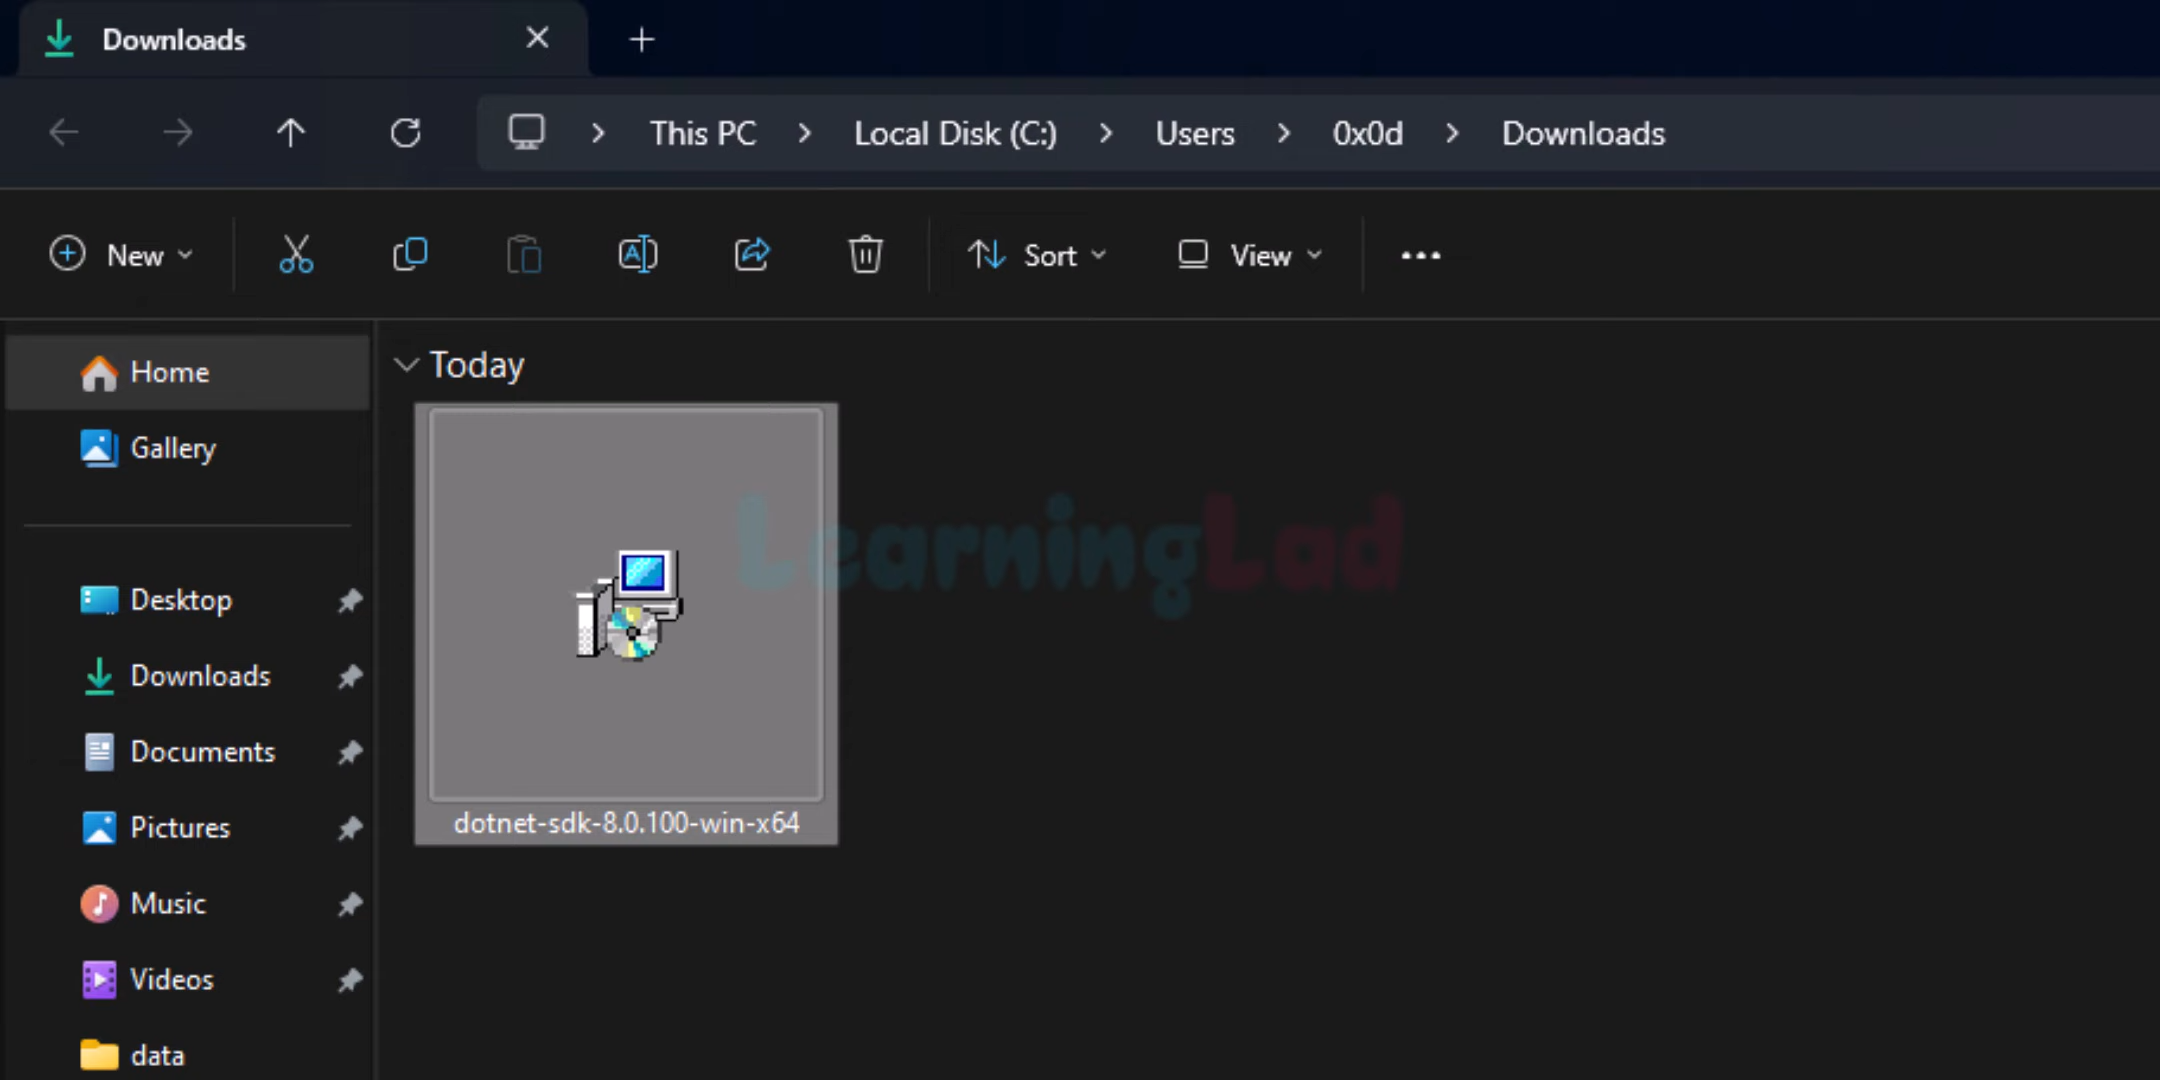 Downloads
This PC > Local Disk (C:) > Users > 0x0d > Downloads
New Sort View
Home
Gallery
Today
LearningLad
Desktop
Downloads
Documents
Pictures
dotnet-sdk-8.0.100-win-x64
Music
Videos
data